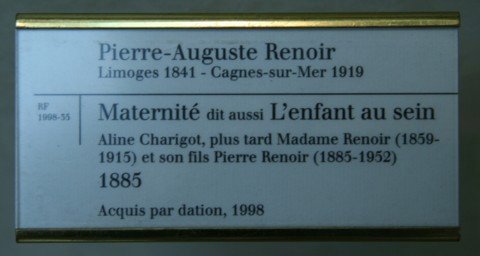 Pierre-Auguste Renoir
Limoges 1841 - Cagnes-sur-Mer 1919
RF
1998-35
Maternité dit aussi L'enfant au sein
Aline Charigot, plus tard Madame Renoir (1859-
1915) et son fils Pierre Renoir (1885-1952)
1885
Acquis par dation, 1998